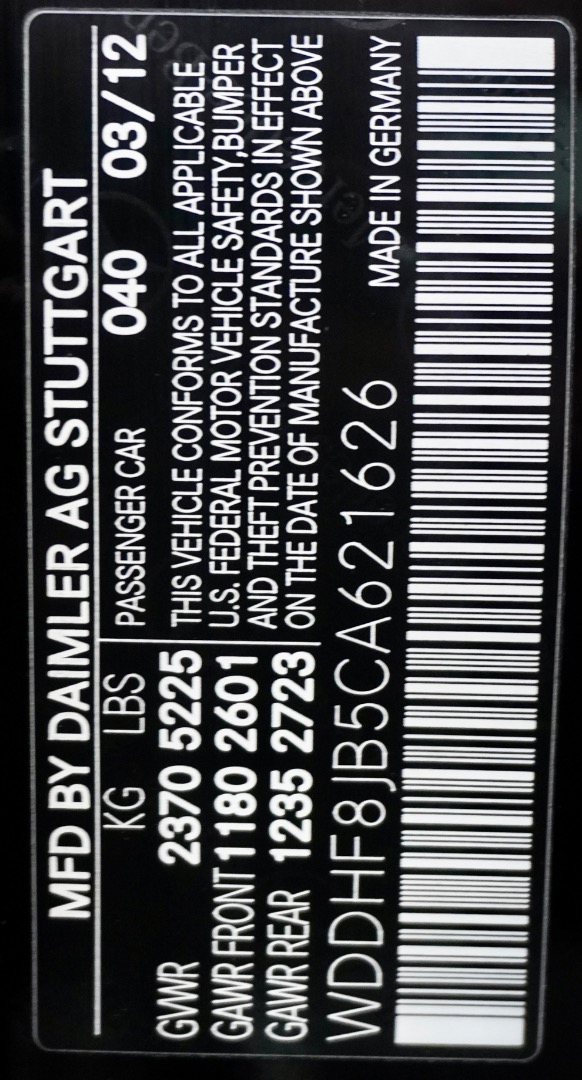 MFD BY DAIMLER AG STUTTGART
KG LBS PASSENGER CAR 040 03/12
GVWR 2370 5225 THIS VEHICLE CONFORMS TO ALL APPLICABLE
GAWR FRONT 1180 2601 U.S. FEDERAL MOTOR VEHICLE SAFETY,BUMPER
GAWR REAR 1235 2723 AND THEFT PREVENTION STANDARDS IN EFFECT
ON THE DATE OF MANUFACTURE SHOWN ABOVE
WDDHF8JB5CA621626 MADE IN GERMANY